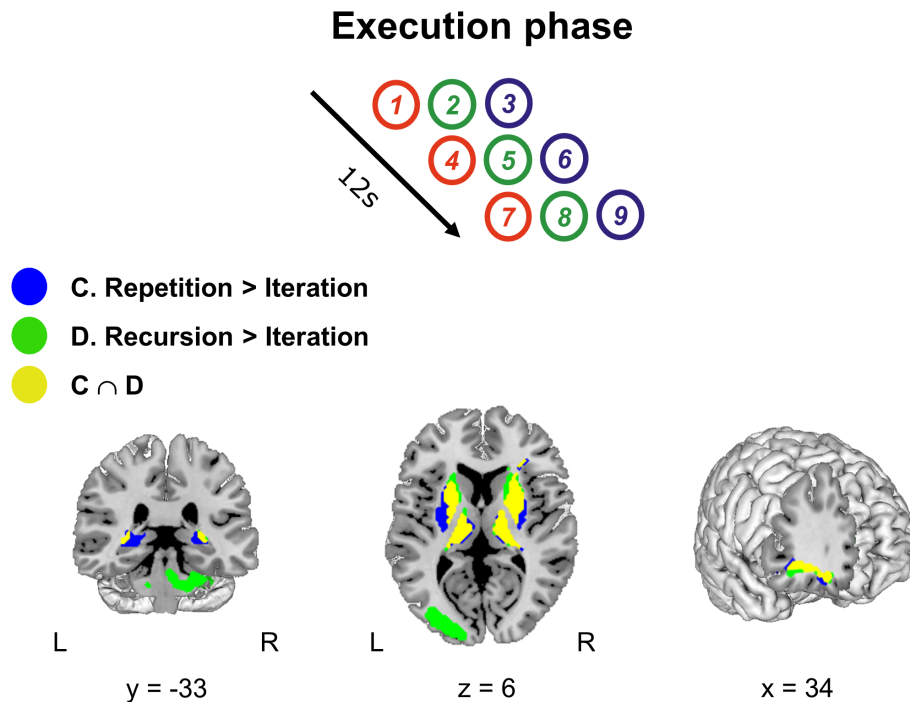 Execution phase
1 2 3
4 5 6
7 8 9
12s
C. Repetition > Iteration
D. Recursion > Iteration
C ∩ D
L R L R
y = -33 z = 6 x = 34